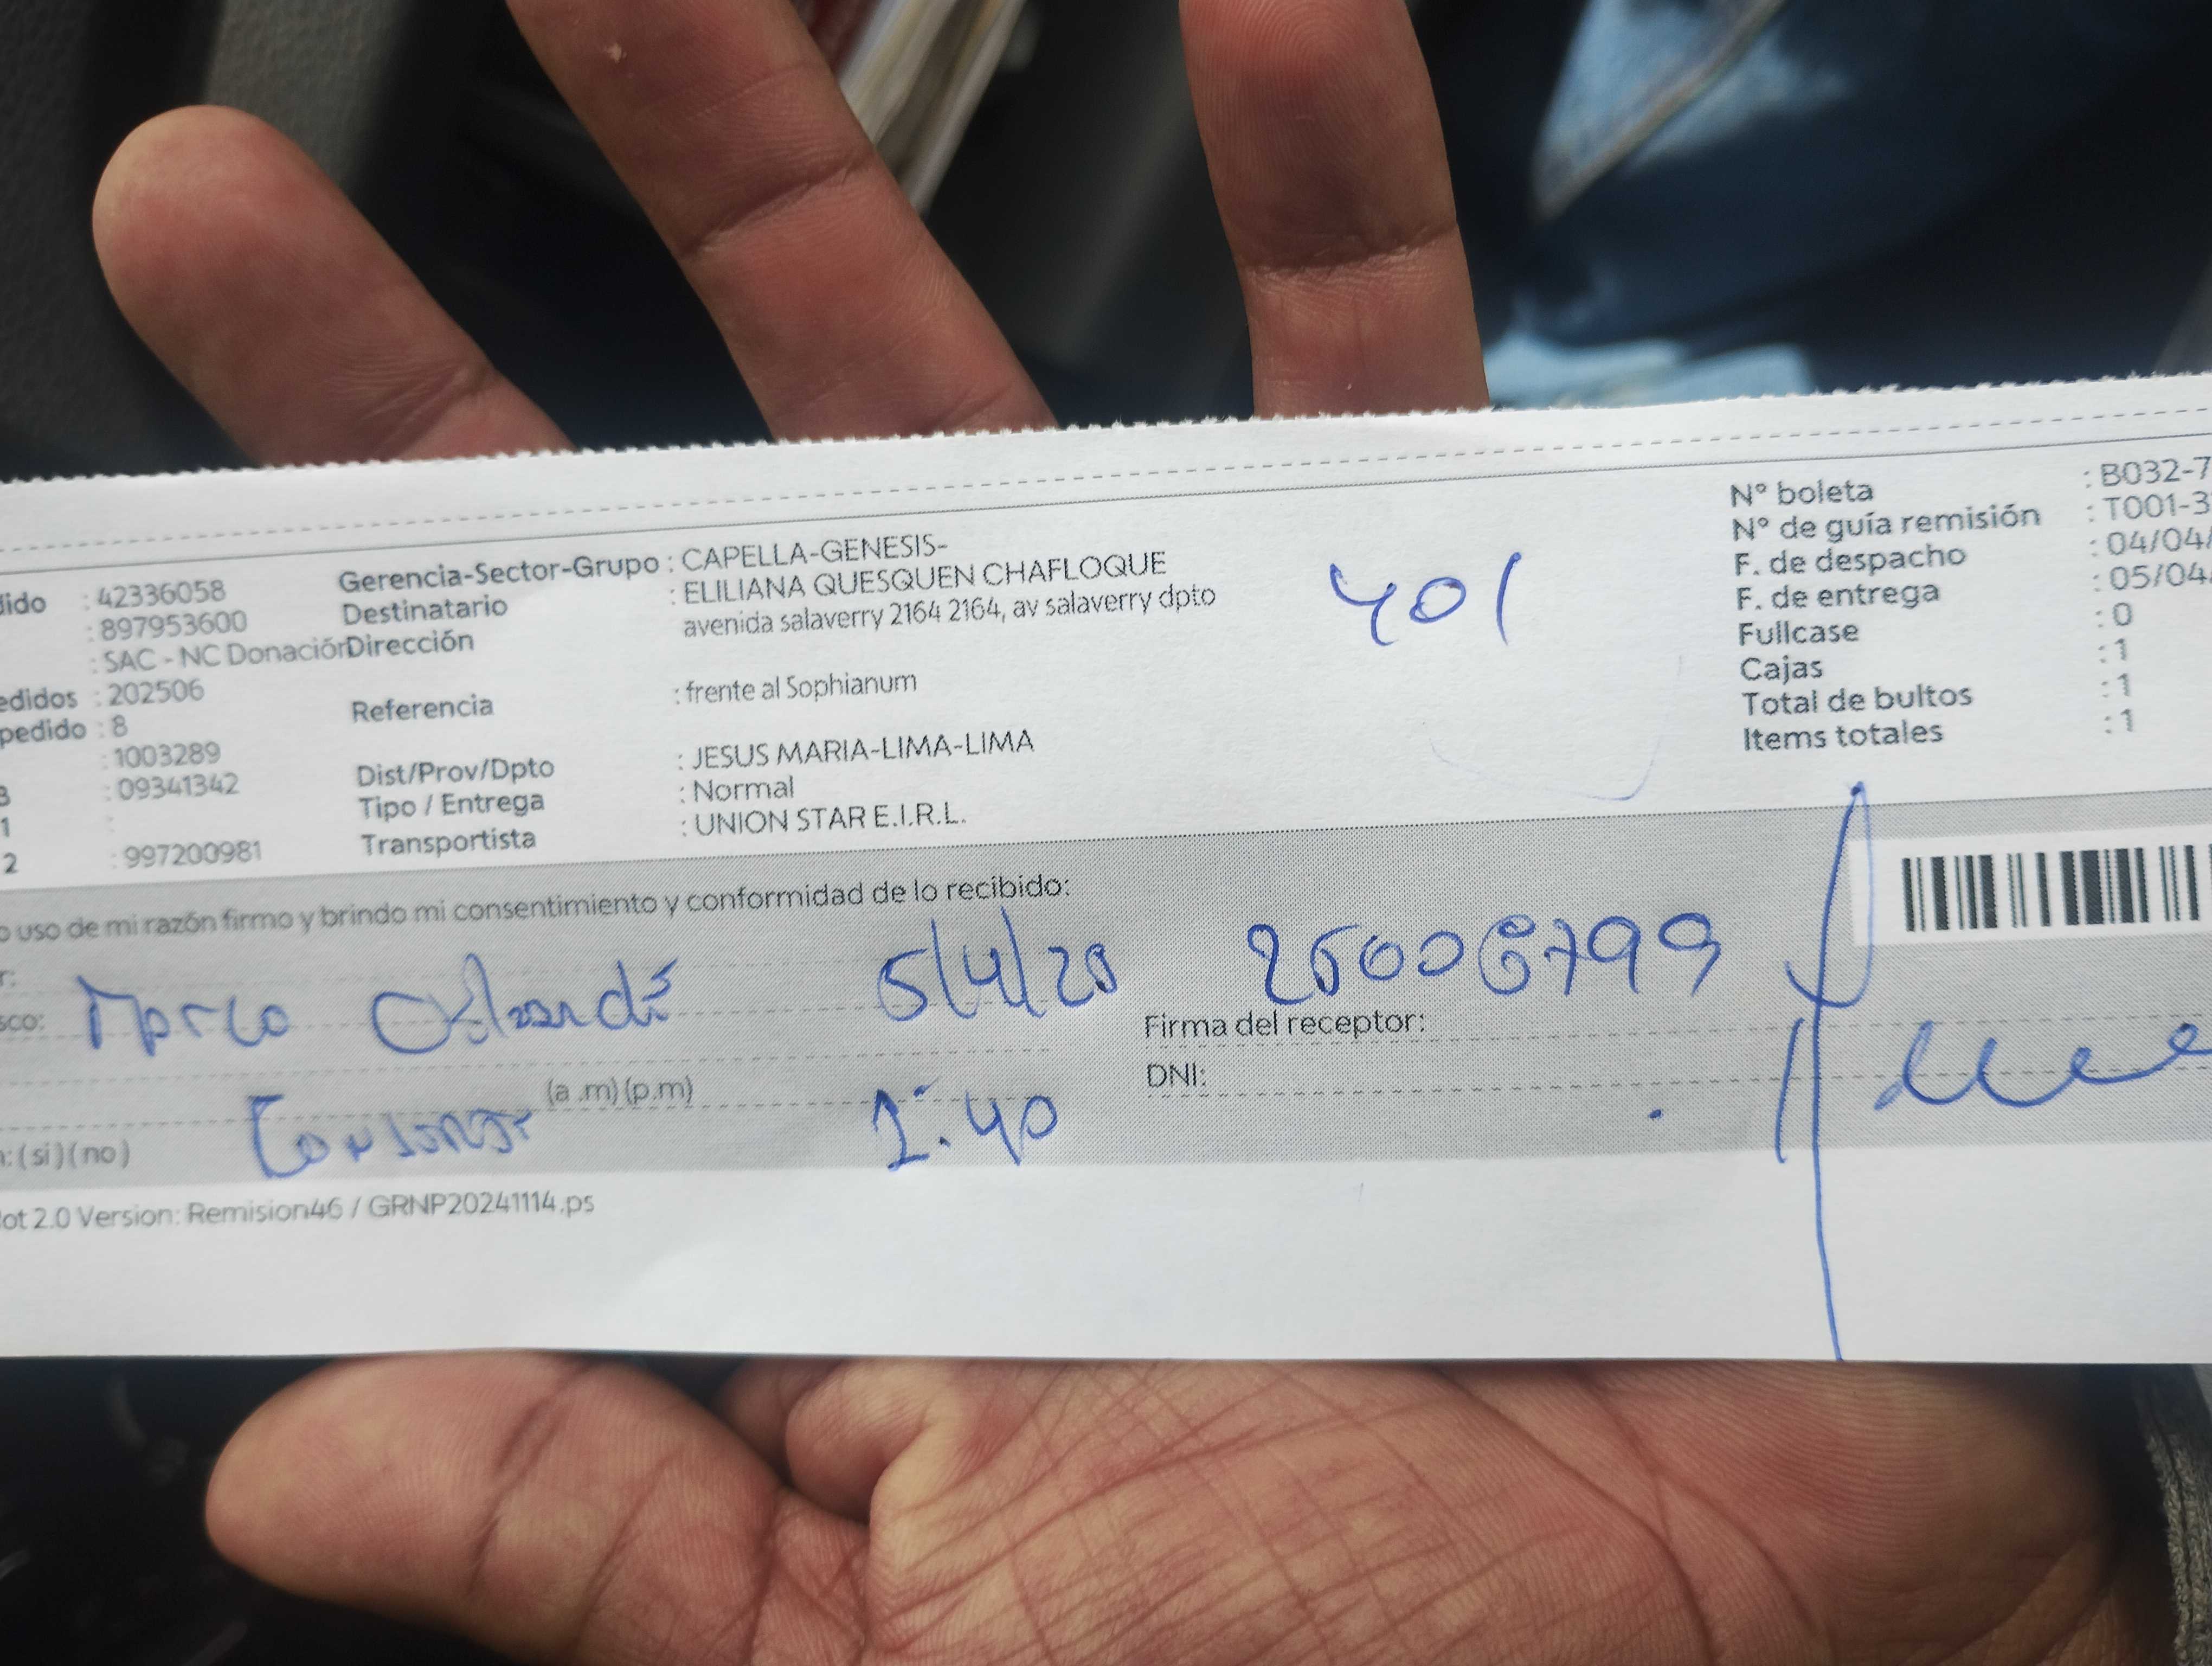 dido : 42336058 Gerencia-Sector-Grupo : CAPELLA-GENESIS-
: 897953600 Destinatario : ELILIANA QUESQUEN CHAFLOQUE
: SAC - NC Donación Dirección avenida salaverry 2164 2164, av salaverry dpto
401
edidos : 202506 Referencia : frente al Sophianum
pedido : 8
: 1003289 Dist/Prov/Dpto : JESUS MARIA-LIMA-LIMA
: 09341342 Tipo / Entrega : Normal
1 : Transportista : UNION STAR E.I.R.L.
2 : 997200981
Nº boleta : B032-7
Nº de guía remisión : T001-3
F. de despacho : 04/04/
F. de entrega : 05/04/
Fullcase : 0
Cajas : 1
Total de bultos : 1
Items totales : 1
o uso de mi razón firmo y brindo mi consentimiento y conformidad de lo recibido:
r:
sco: Marco 5/4/25
Firma del receptor:
(a .m) (p.m) 1:40
DNI:
n: (si) (no)
ot 2.0 Version: Remision46 / GRNP20241114.ps